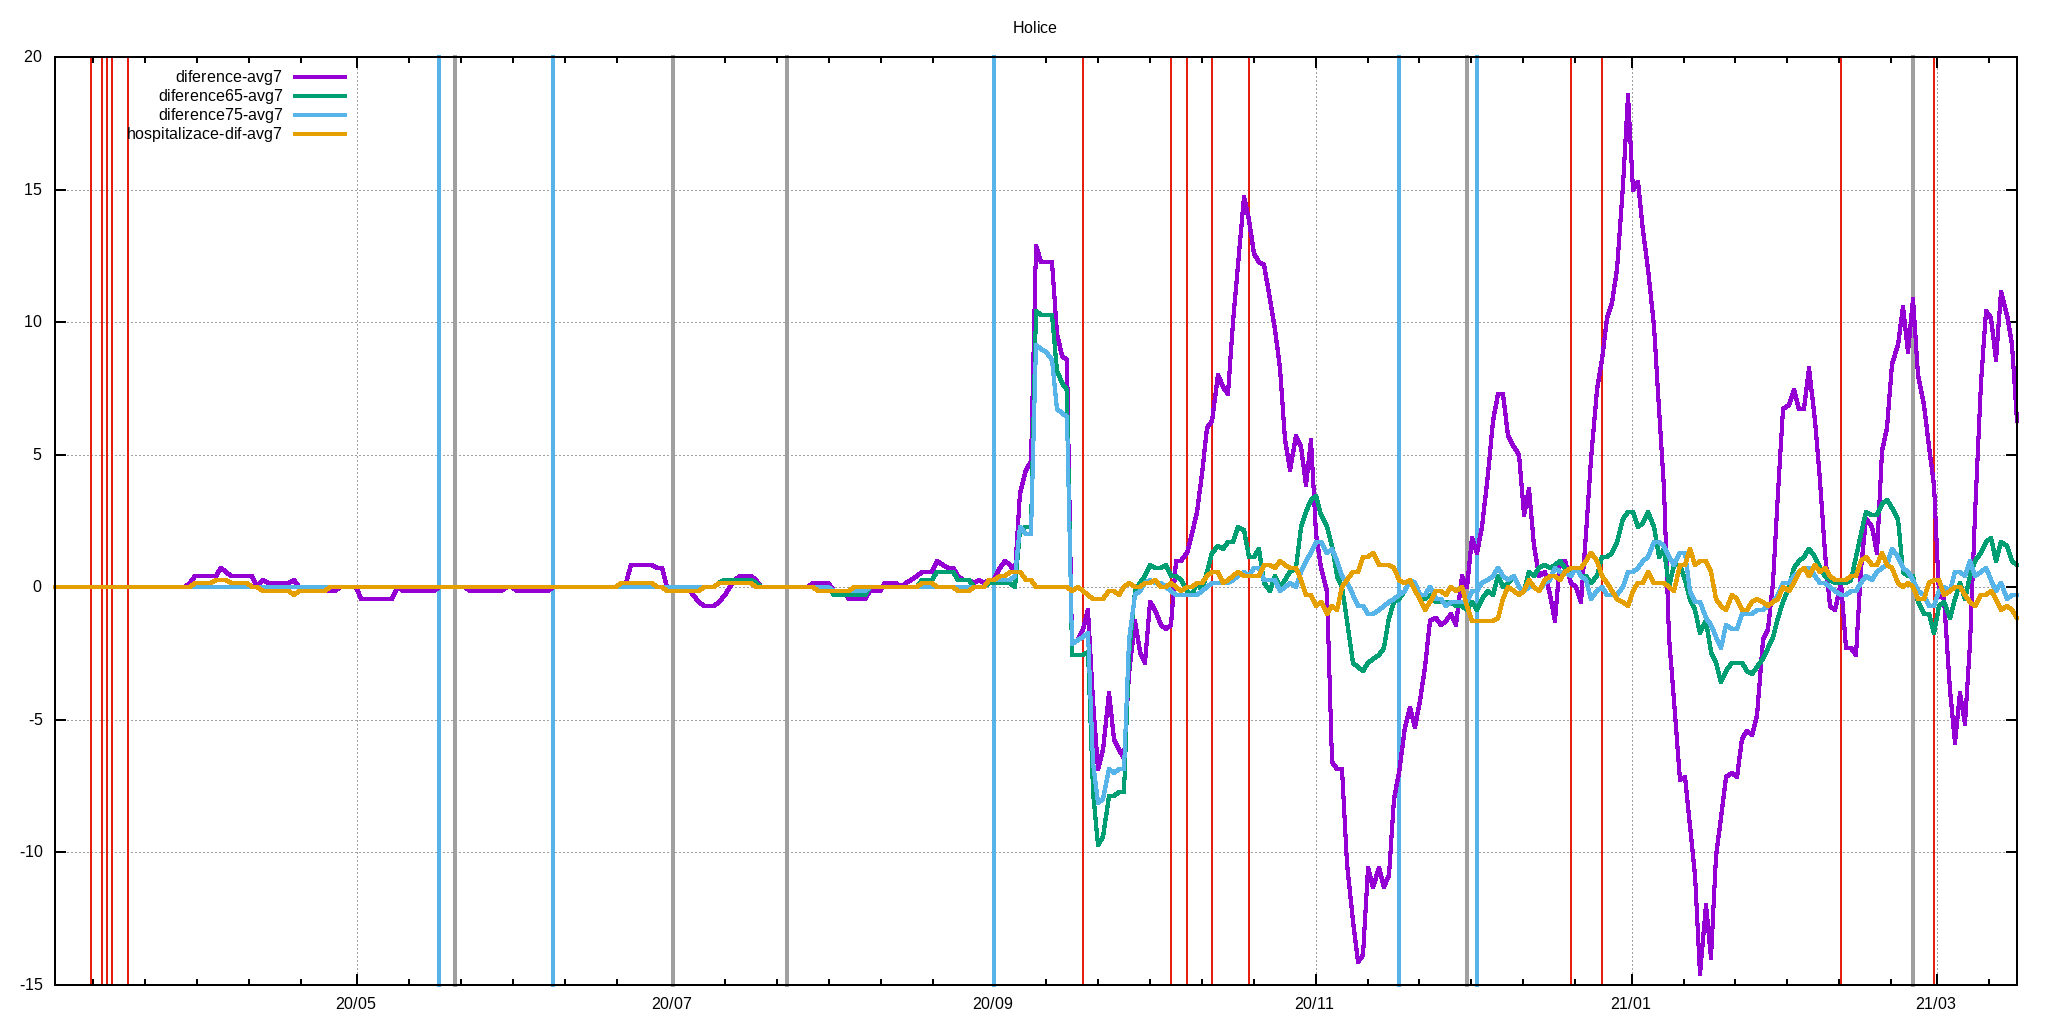 Holice
20
diference-avg7
diference65-avg7
diference75-avg7
hospitalizace-dif-avg7
15
10
5
0
-5
-10
-15
20/05 20/07 20/09 20/11 21/01 21/03